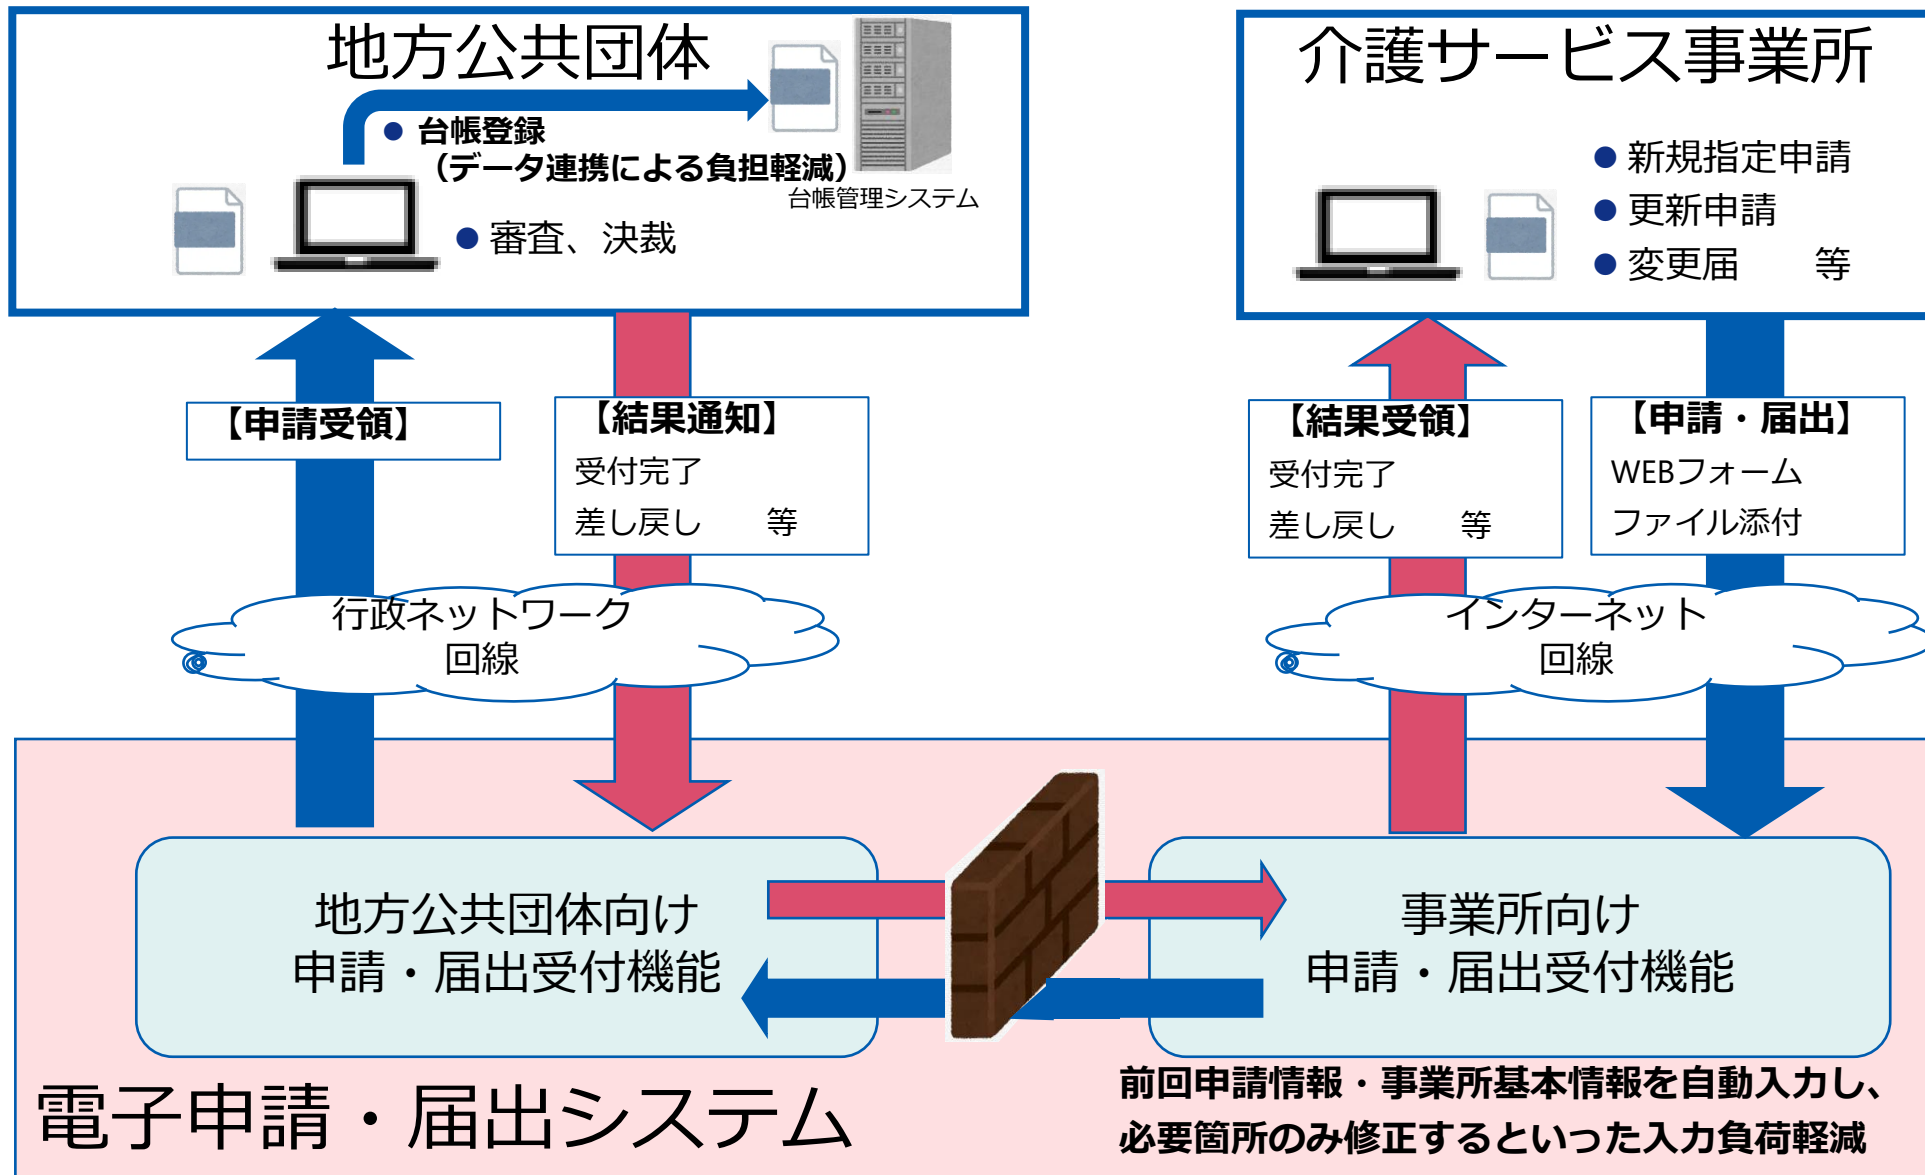 地方公共団体
● 台帳登録
（データ連携による負担軽減）
台帳管理システム
● 審査、決裁
介護サービス事業所
● 新規指定申請
● 更新申請
● 変更届　　等
【申請受領】
【結果通知】
受付完了
差し戻し　　等
【結果受領】
受付完了
差し戻し　　等
【申請・届出】
WEBフォーム
ファイル添付
行政ネットワーク
回線
インターネット
回線
地方公共団体向け
申請・届出受付機能
事業所向け
申請・届出受付機能
電子申請・届出システム
前回申請情報・事業所基本情報を自動入力し、
必要箇所のみ修正するといった入力負荷軽減